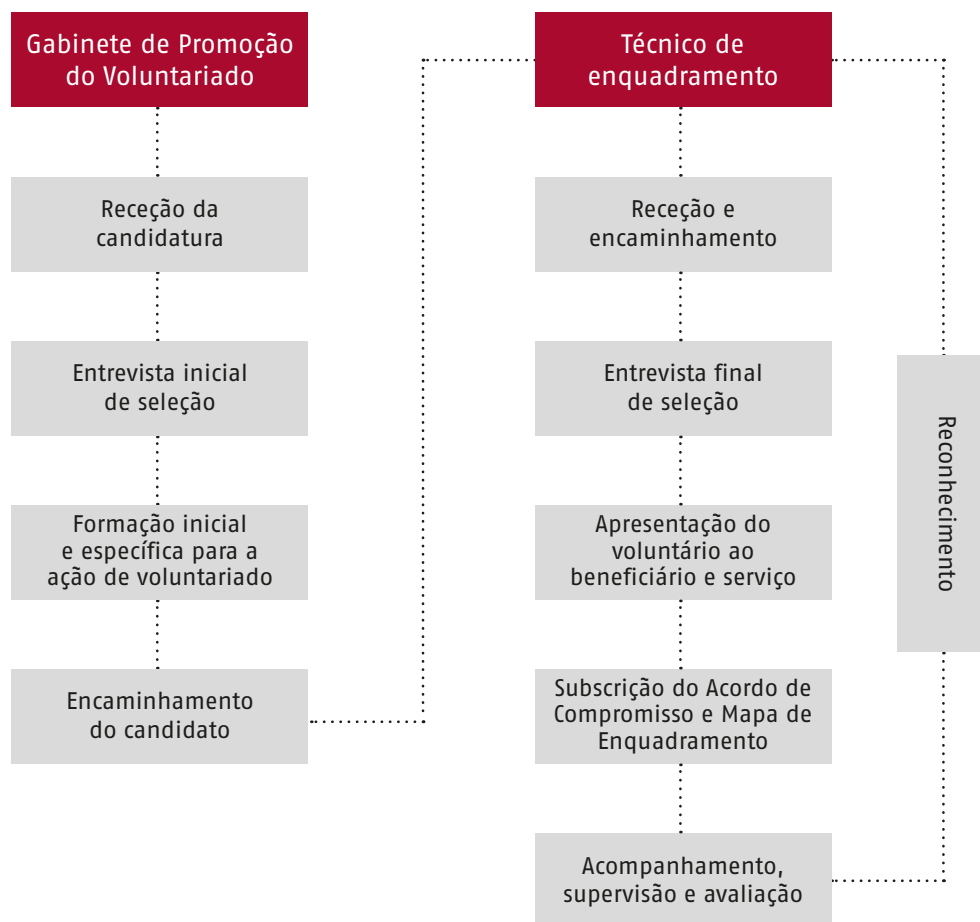 Gabinete de Promoção
do Voluntariado
Receção da
candidatura
Entrevista inicial
de seleção
Formação inicial
e específica para a
ação de voluntariado
Encaminhamento
do candidato
Técnico de
enquadramento
Receção e
encaminhamento
Entrevista final
de seleção
Apresentação do
voluntário ao
beneficiário e serviço
Subscrição do Acordo de
Compromisso e Mapa de
Enquadramento
Acompanhamento,
supervisão e avaliação
Reconhecimento